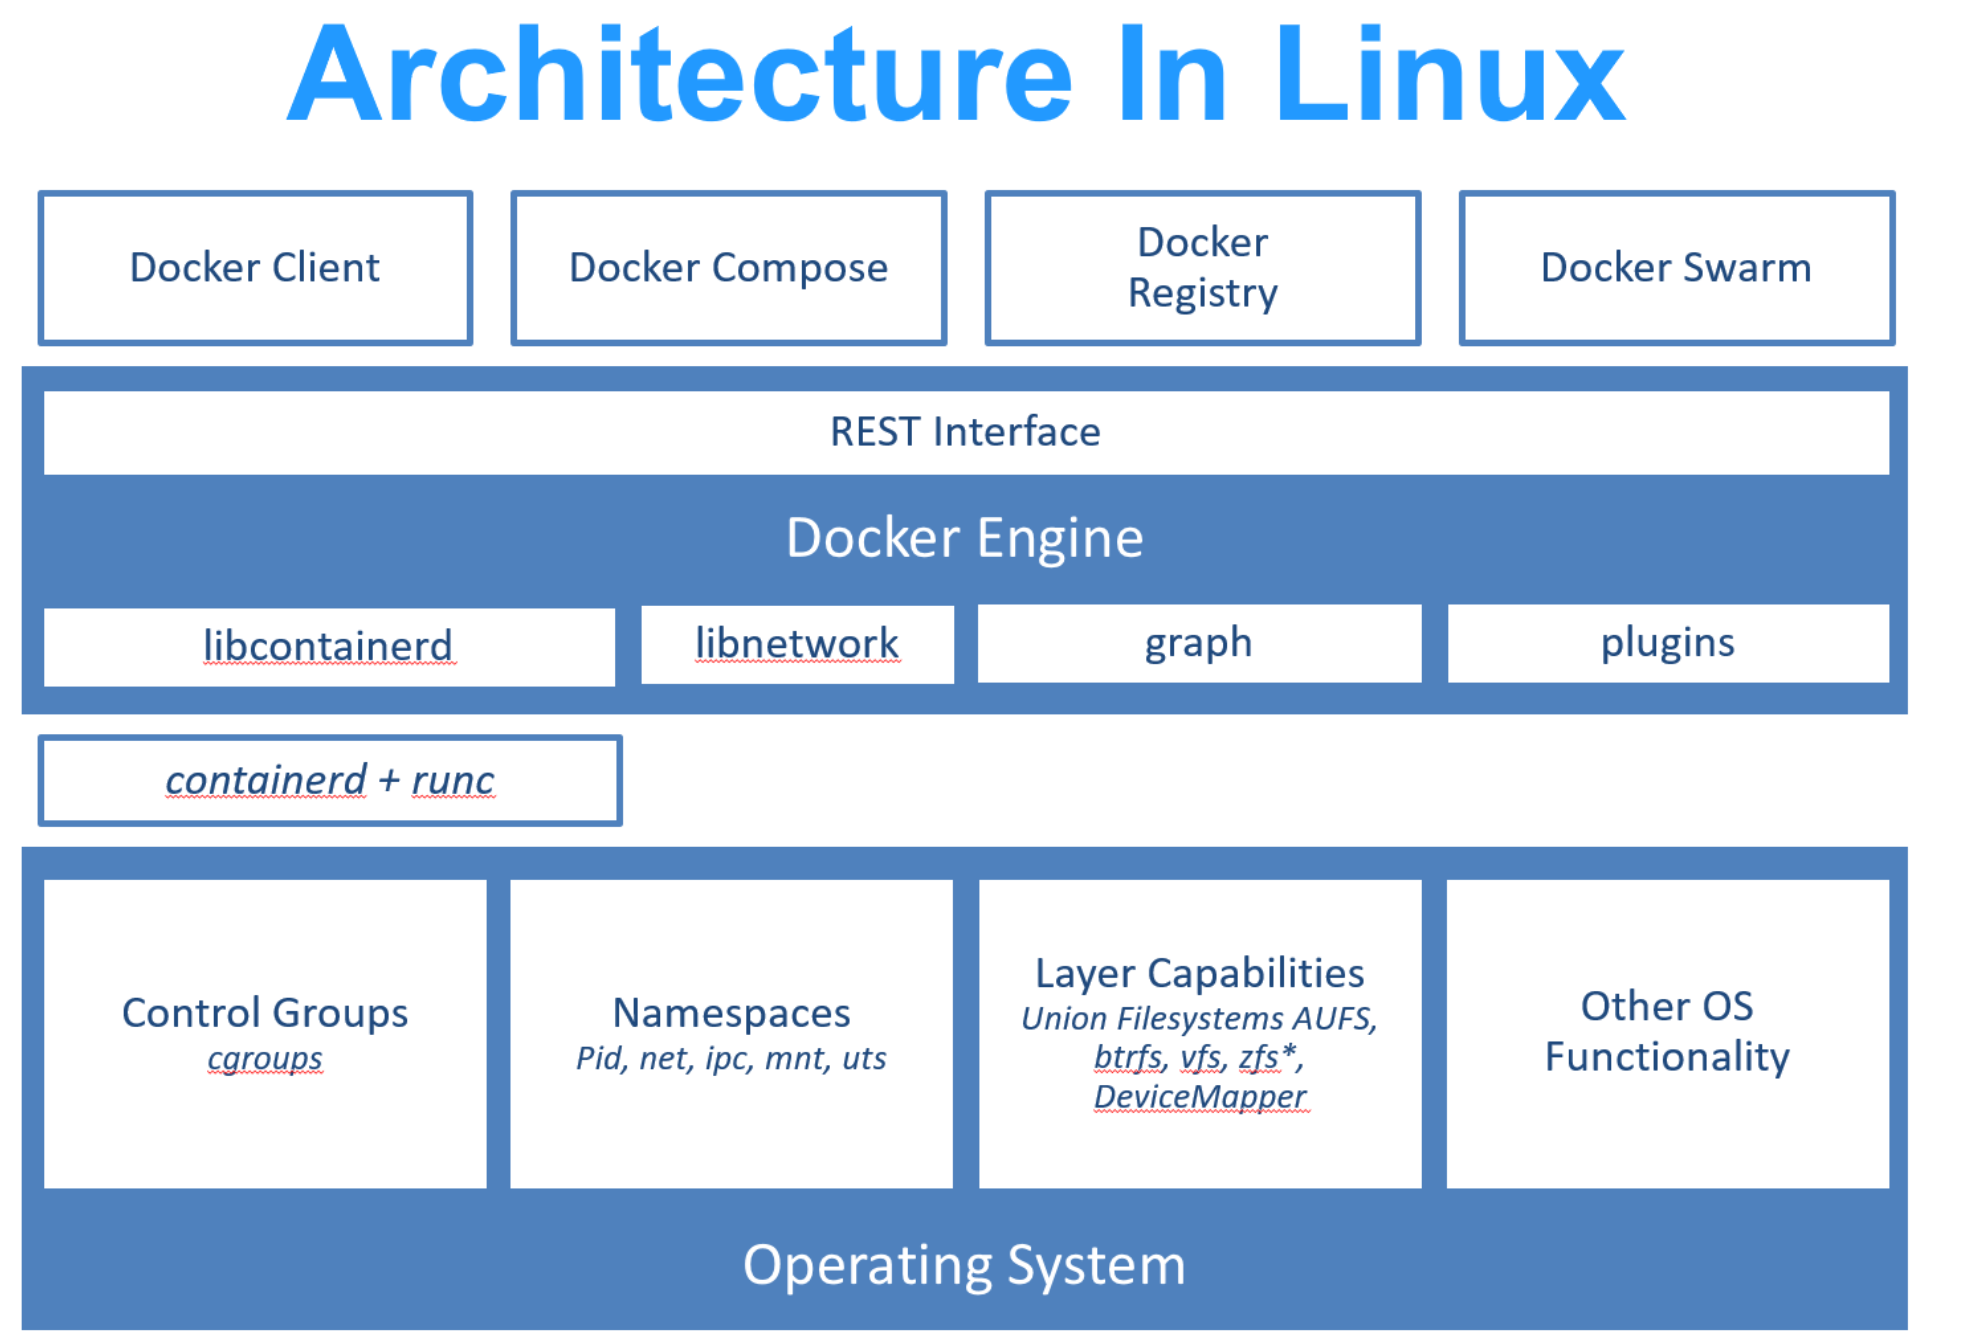 Architecture In Linux
Docker Client
Docker Compose
Docker
Registry
Docker Swarm
REST Interface
Docker Engine
libcontainerd
libnetwork
graph
plugins
containerd + runc
Control Groups
cgroups
Namespaces
Pid, net, ipc, mnt, uts
Layer Capabilities
Union Filesystems AUFS,
btrfs, vfs, zfs*,
DeviceMapper
Other OS
Functionality
Operating System